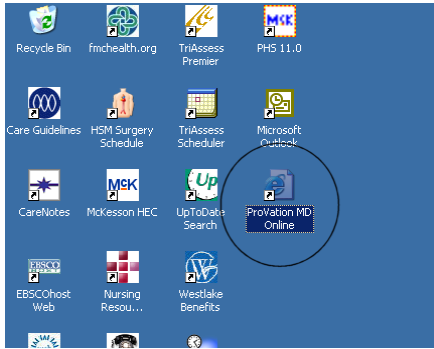 Recycle Bin
fmchealth.org
TriAssess
Premier
MSK
PHS 11.0
Care Guidelines
HSM Surgery
Schedule
TriAssess
Scheduler
Microsoft
Outlook
CareNotes
MCK
McKesson HEC
Up
UpToDate
Search
ProVation MD
Online
EBSCO
EBSCOhost
Web
Nursing
Resou...
W
Westlake
Benefits